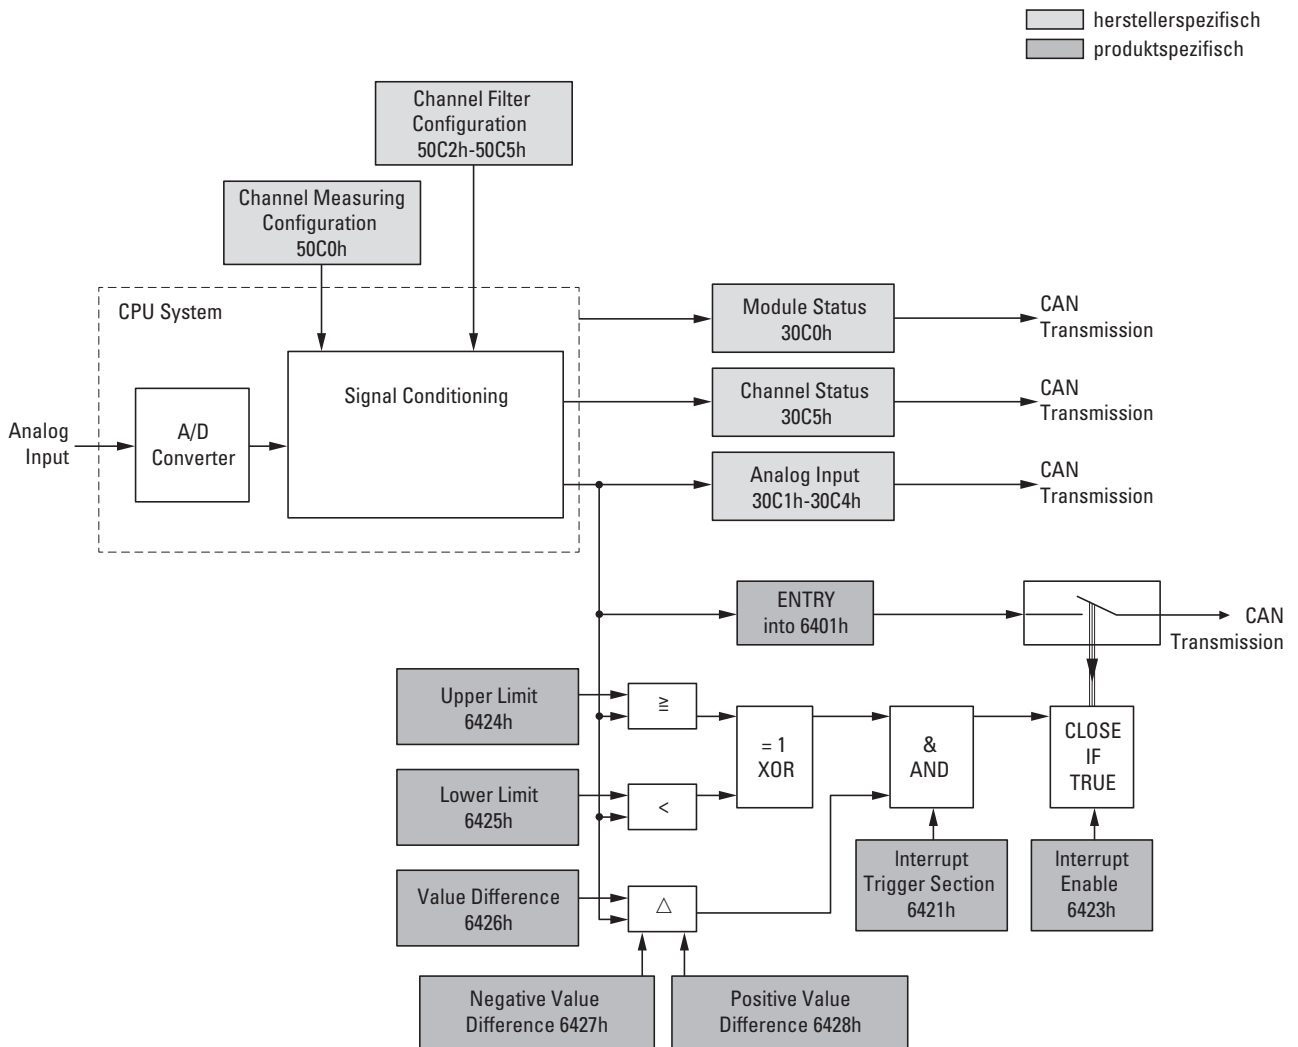 herstellerspezifisch
produktspezifisch
Channel Filter
Configuration
50C2h-50C5h
Channel Measuring
Configuration
50C0h
CPU System
Module Status
30C0h
CAN
Transmission
Signal Conditioning
Channel Status
30C5h
CAN
Transmission
Analog
Input
A/D
Converter
Analog Input
30C1h-30C4h
CAN
Transmission
ENTRY
into 6401h
CAN
Transmission
Upper Limit
6424h
≧
= 1
XOR
&
AND
CLOSE
IF
TRUE
Lower Limit
6425h
<
Interrupt
Trigger Section
6421h
Interrupt
Enable
6423h
Value Difference
6426h
△
Negative Value
Difference 6427h
Positive Value
Difference 6428h